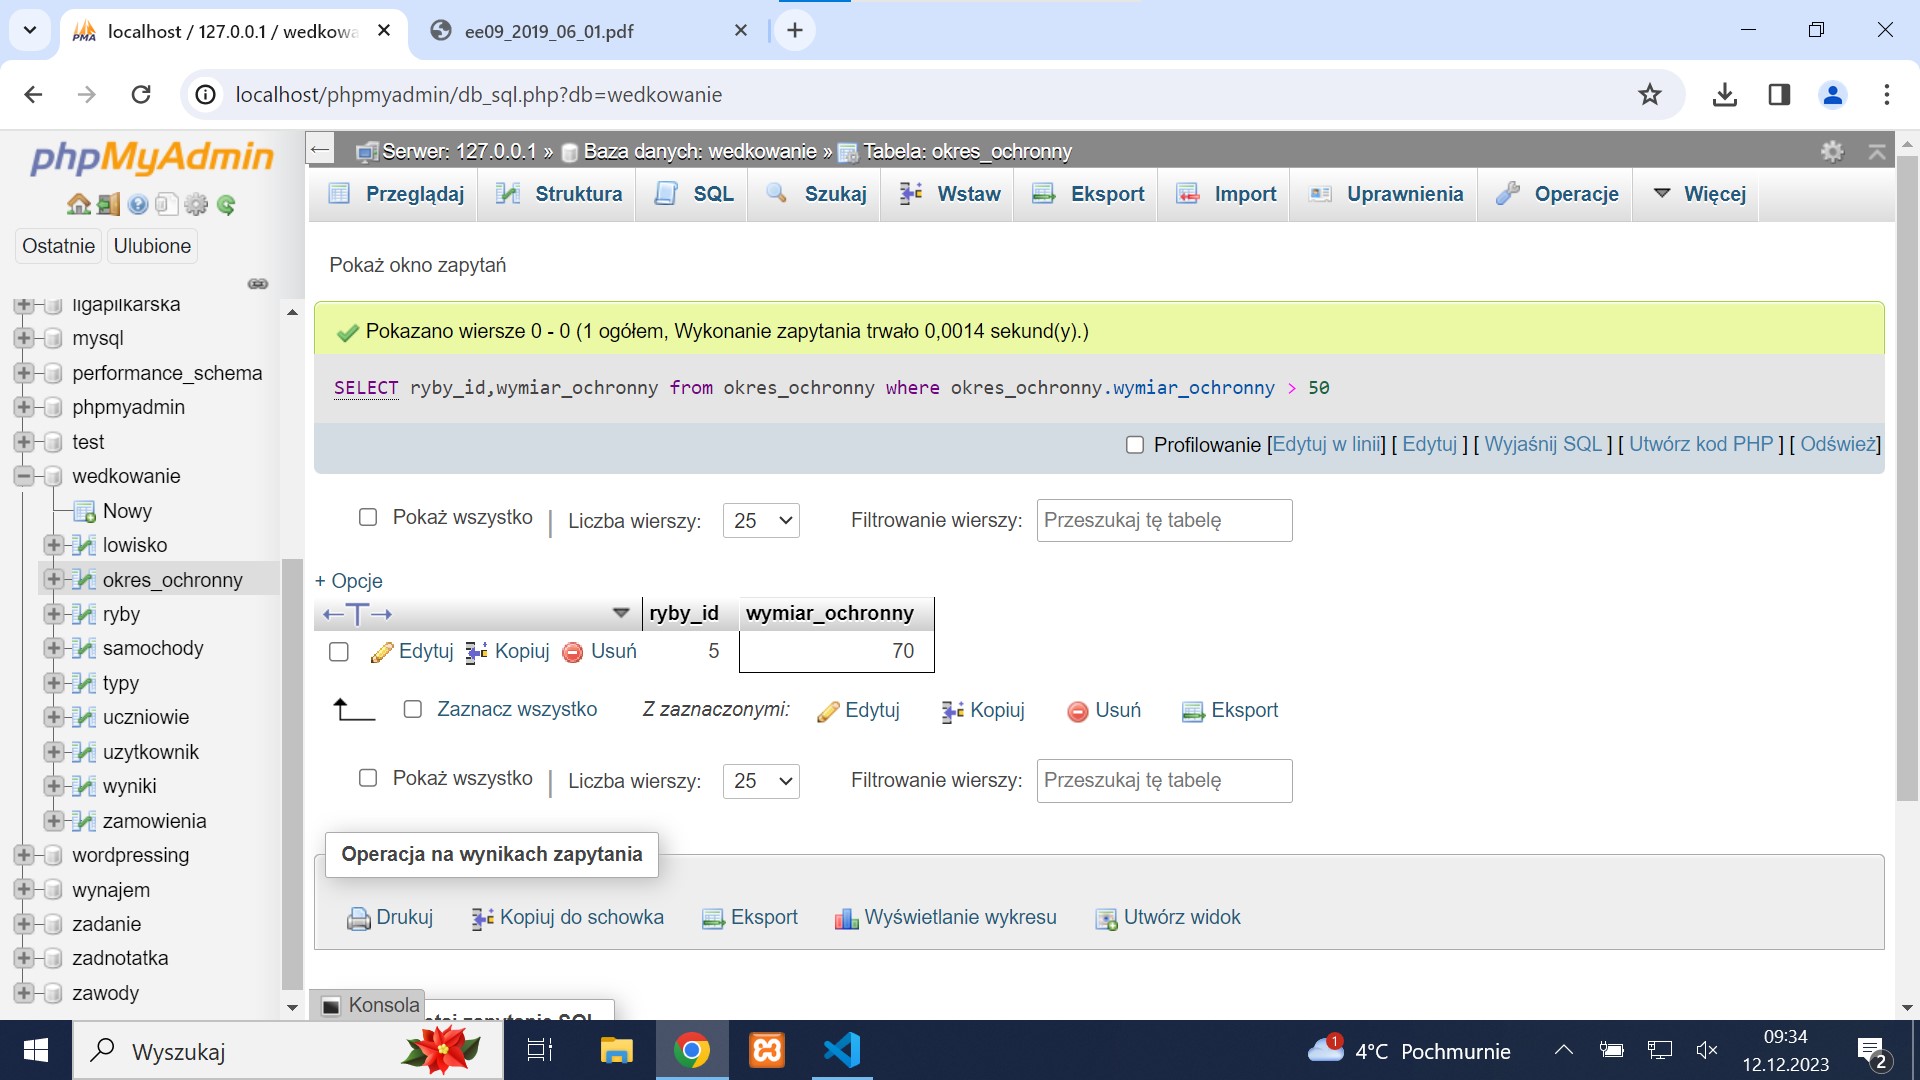 localhost / 127.0.0.1 / wedkowa
ee09_2019_06_01.pdf
localhost/phpmyadmin/db_sql.php?db=wedkowanie
phpMyAdmin
Ostatnie Ulubione
ligapilkarska
mysql
performance_schema
phpmyadmin
test
wedkowanie
Nowy
lowisko
okres_ochronny
ryby
samochody
typy
uczniowie
uzytkownik
wyniki
zamowienia
wordpressing
wynajem
zadanie
zadnotatka
zawody
Serwer: 127.0.0.1 » Baza danych: wedkowanie » Tabela: okres_ochronny
Przeglądaj Struktura SQL Szukaj Wstaw Eksport Import Uprawnienia Operacje Więcej
Pokaż okno zapytań
Pokazano wiersze 0 - 0 (1 ogółem, Wykonanie zapytania trwało 0,0014 sekund(y).)
SELECT ryby_id,wymiar_ochronny from okres_ochronny where okres_ochronny.wymiar_ochronny > 50
Profilowanie [Edytuj w linii] [ Edytuj ] [ Wyjaśnij SQL ] [ Utwórz kod PHP ] [ Odśwież]
Pokaż wszystko | Liczba wierszy: 25 Filtrowanie wierszy: Przeszukaj tę tabelę
+ Opcje
←T→ ryby_id wymiar_ochronny
Edytuj Kopiuj Usuń 5 70
Zaznacz wszystko Z zaznaczonymi: Edytuj Kopiuj Usuń Eksport
Pokaż wszystko | Liczba wierszy: 25 Filtrowanie wierszy: Przeszukaj tę tabelę
Operacja na wynikach zapytania
Drukuj Kopiuj do schowka Eksport Wyświetlanie wykresu Utwórz widok
Konsola
zapytanie SQL
Wyszukaj
1 4°C Pochmurnie
09:34
12.12.2023
2